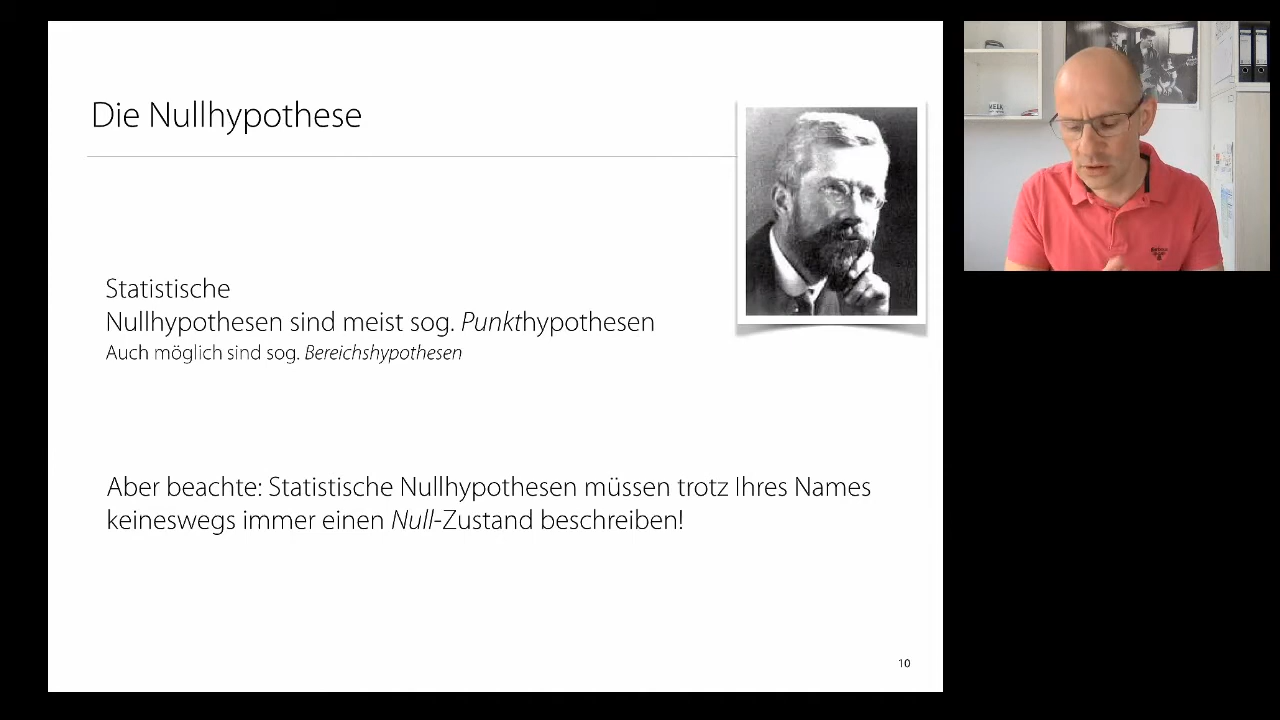 Die Nullhypothese
Statistische
Nullhypothesen sind meist sog. Punkthypothesen
Auch möglich sind sog. Bereichshypothesen
Aber beachte: Statistische Nullhypothesen müssen trotz Ihres Names
keineswegs immer einen Null-Zustand beschreiben!
10